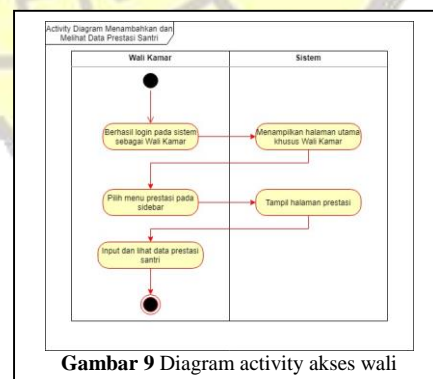 Activity Diagram Menambahkan dan
Melihat Data Prestasi Santri
Wali Kamar
Sistem
Berhasil login pada sistem
sebagai Wali Kamar
Menampilkan halaman utama
khusus Wali Kamar
Pilih menu prestasi pada
sidebar
Tampil halaman prestasi
Input dan lihat data prestasi
santri
Gambar 9 Diagram activity akses wali